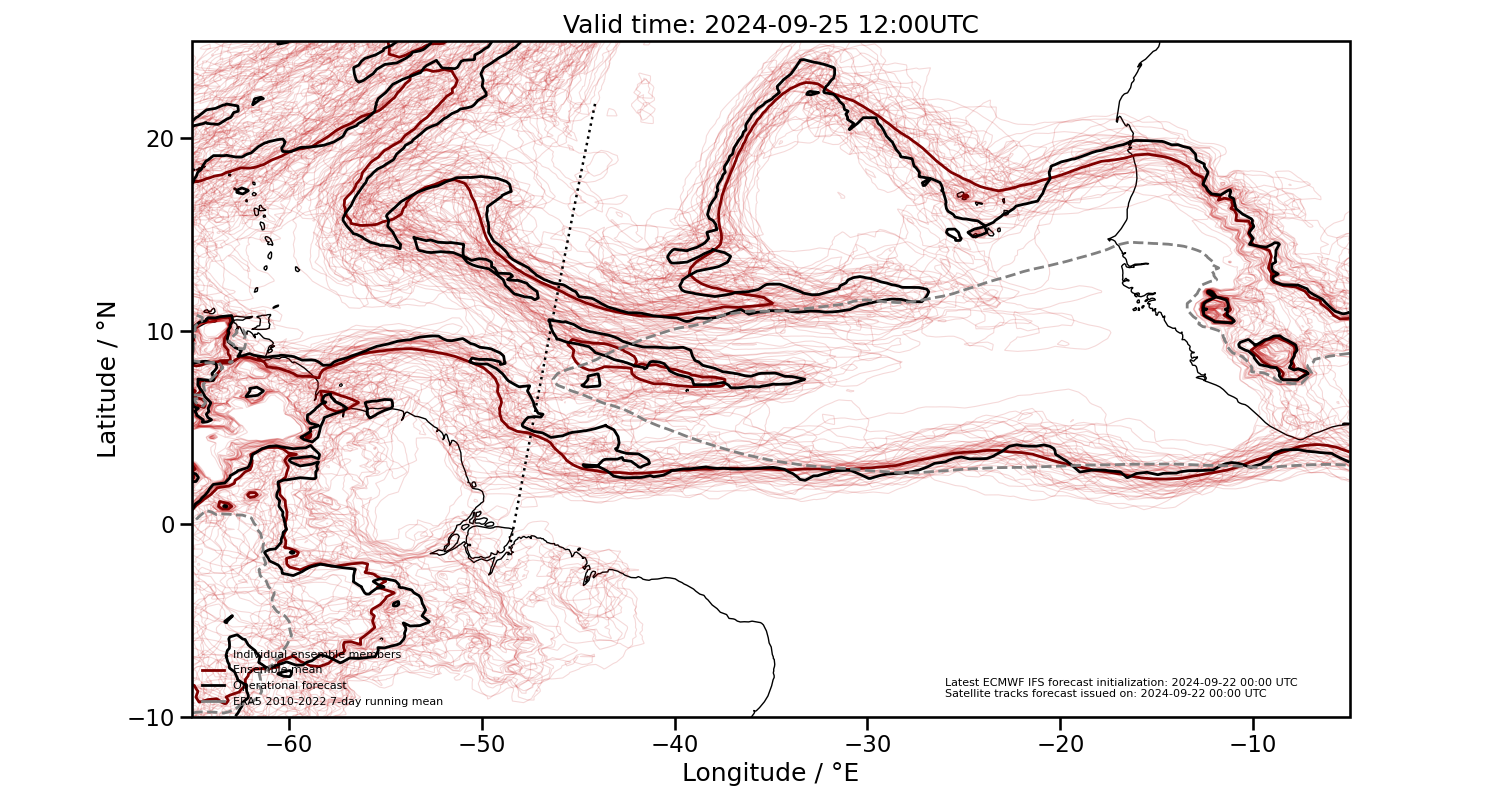 Valid time: 2024-09-25 12:00UTC
20
10
0
−10
Latitude / °N
Individual ensemble members
Ensemble mean
Operational forecast
ERA5 2010-2022 7-day running mean
Latest ECMWF IFS forecast initialization: 2024-09-22 00:00 UTC
Satellite tracks forecast issued on: 2024-09-22 00:00 UTC
−60 −50 −40 −30 −20 −10
Longitude / °E